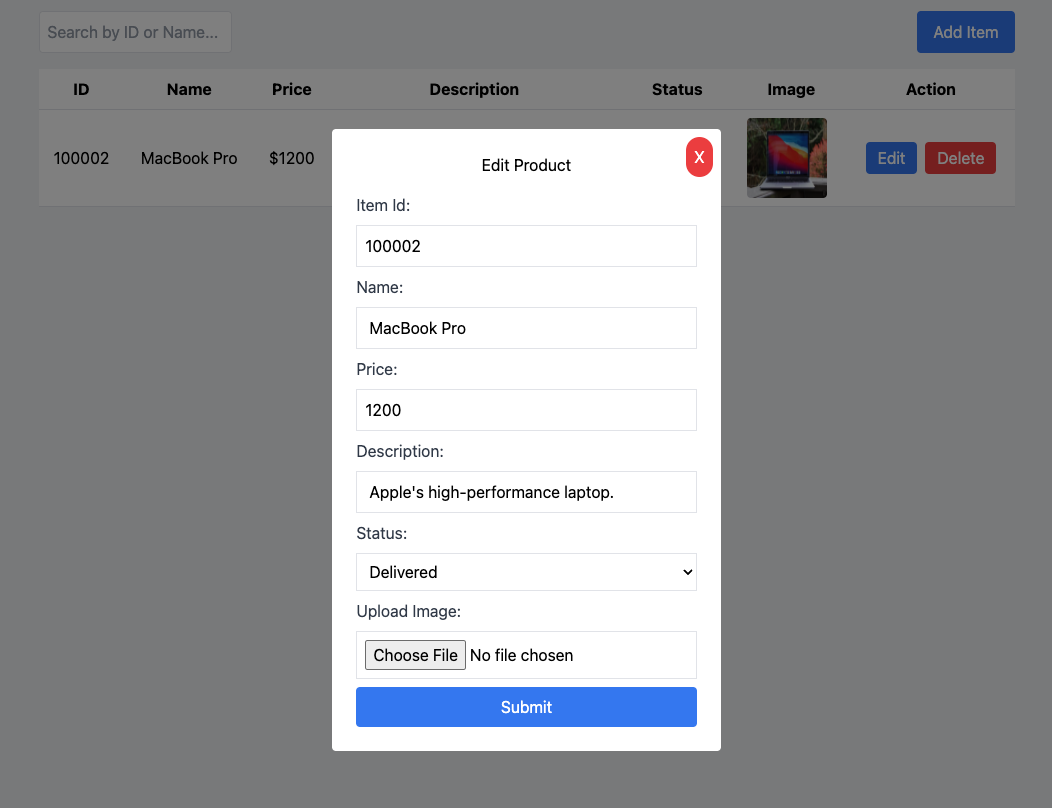 Search by ID or Name...
Add Item
ID Name Price Description Status Image Action
100002 MacBook Pro $1200 Edit Delete
Edit Product
X
Item Id:
100002
Name:
MacBook Pro
Price:
1200
Description:
Apple's high-performance laptop.
Status:
Delivered
Upload Image:
Choose File No file chosen
Submit